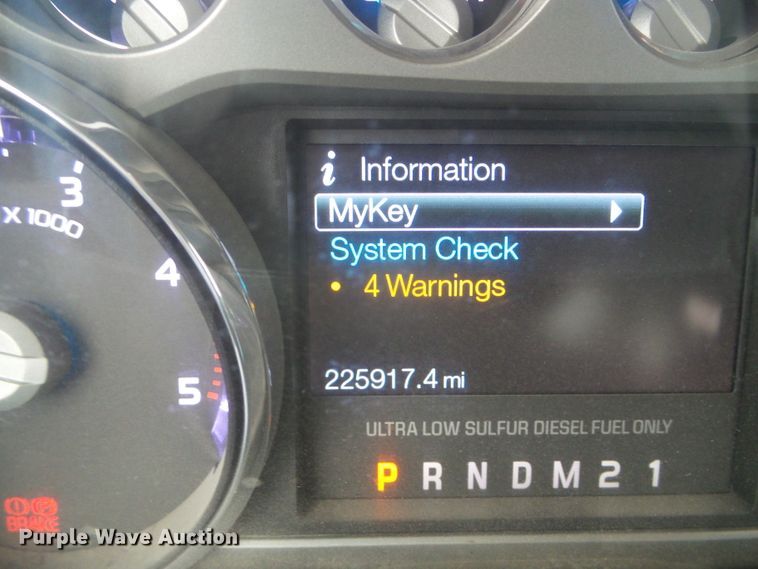 3
X 1000
4
5
i Information
MyKey
System Check
• 4 Warnings
225917.4 mi
ULTRA LOW SULFUR DIESEL FUEL ONLY
P R N D M 2 1
BRAKE
Purple Wave Auction